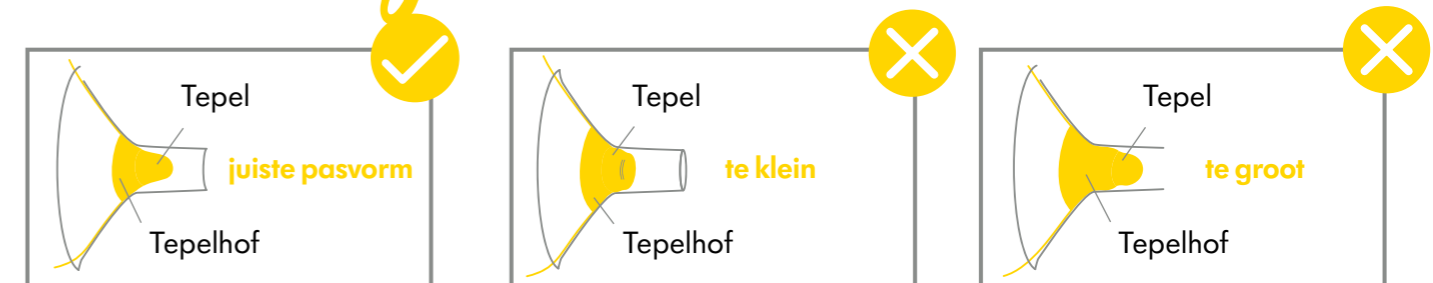 Tepel
juiste pasvorm
Tepelhof
Tepel
te klein
Tepelhof
Tepel
te groot
Tepelhof